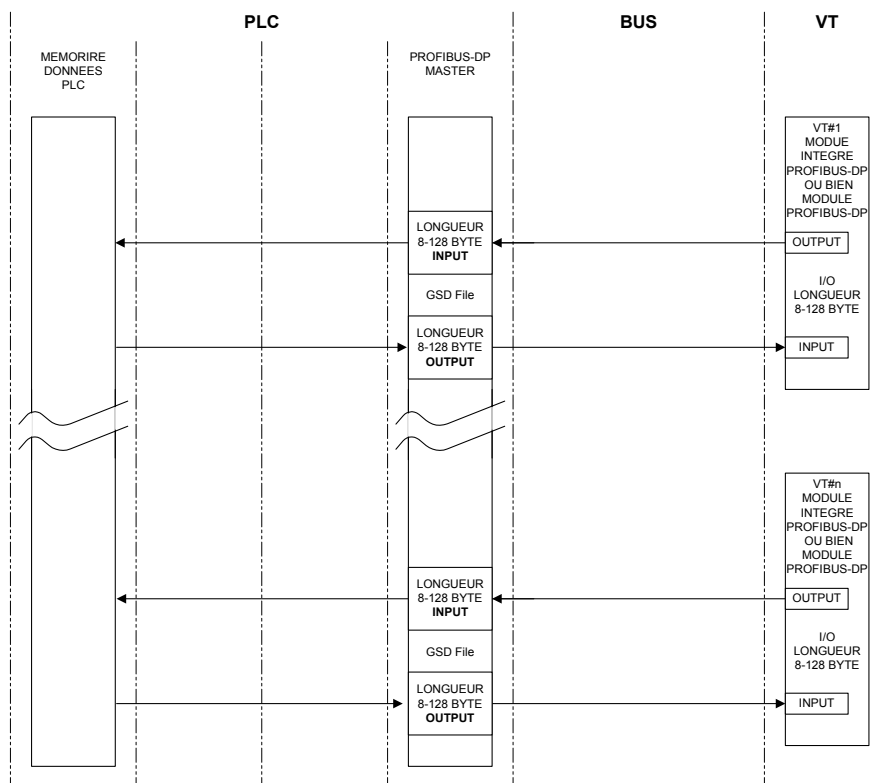 PLC
BUS
VT
MEMORIRE
DONNEES
PLC
PROFIBUS-DP
MASTER
VT#1
MODUE
INTEGRE
PROFIBUS-DP
OU BIEN
MODULE
PROFIBUS-DP
LONGUEUR
8-128 BYTE
INPUT
OUTPUT
GSD File
I/O
LONGUEUR
8-128 BYTE
LONGUEUR
8-128 BYTE
OUTPUT
INPUT
VT#n
MODULE
INTEGRE
PROFIBUS-DP
OU BIEN
MODULE
PROFIBUS-DP
LONGUEUR
8-128 BYTE
INPUT
OUTPUT
GSD File
I/O
LONGUEUR
8-128 BYTE
LONGUEUR
8-128 BYTE
OUTPUT
INPUT